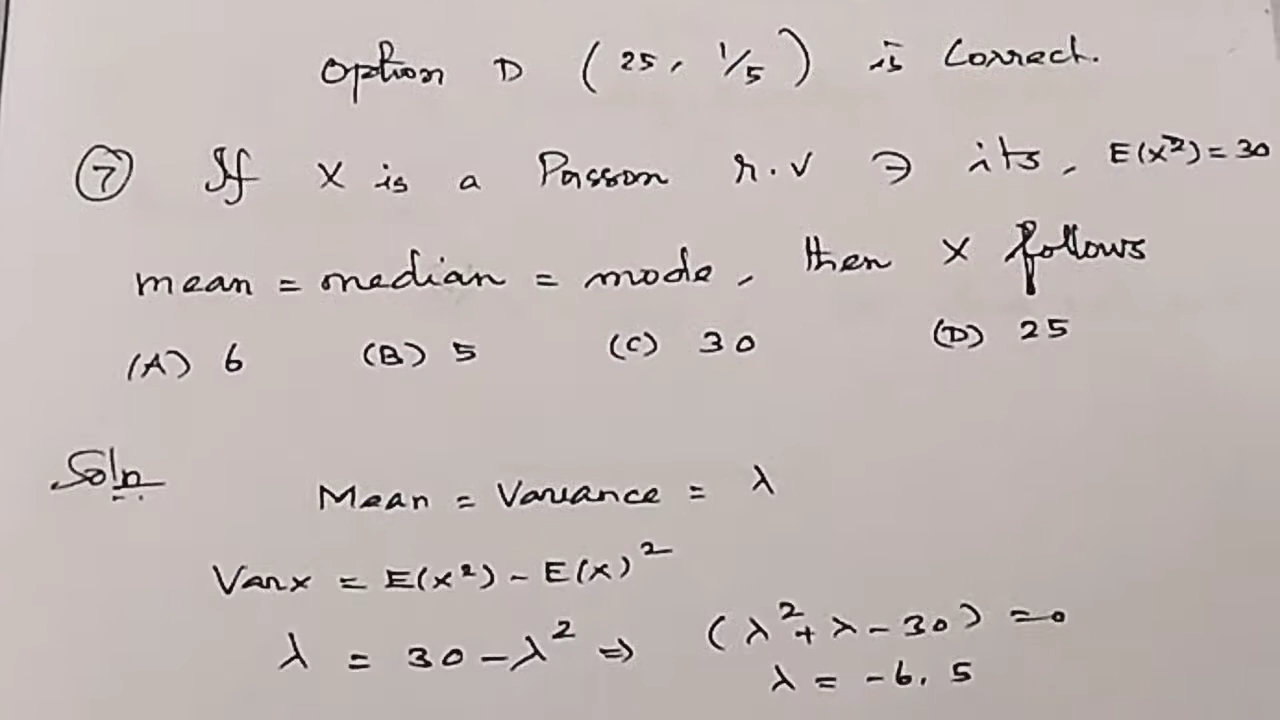 option D (25, 1/5) is Correct.
⑦ If X is a Poisson r.v ∋ its, E(X²) = 30
mean = median = mode, then X follows
(A) 6 (B) 5 (C) 30 (D) 25
Soln
Mean = Variance = λ
Varx = E(x²) - E(x)²
λ = 30 - λ² ⇒ (λ² + λ - 30) = 0
λ = -6, 5